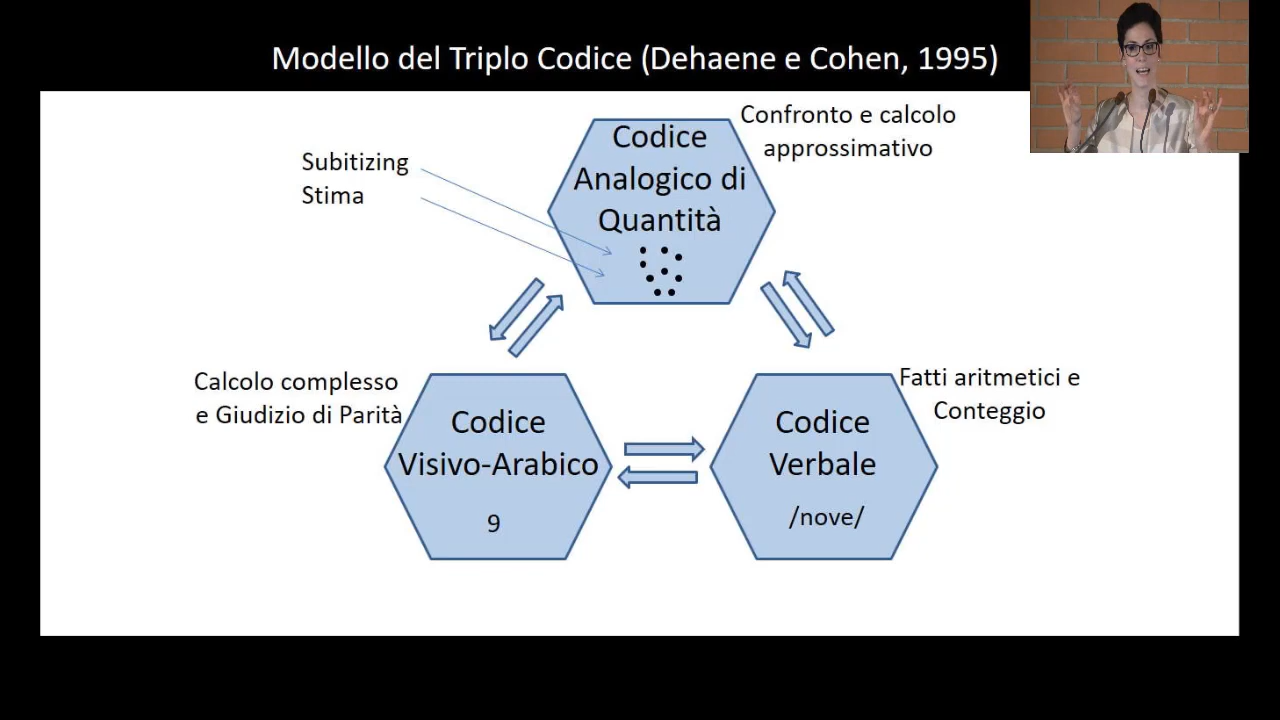 Modello del Triplo Codice (Dehaene e Cohen, 1995)
Confronto e calcolo
approssimativo
Subitizing
Stima
Codice
Analogico di
Quantità
Calcolo complesso
e Giudizio di Parità
Codice
Visivo-Arabico
9
Codice
Verbale
/nove/
Fatti aritmetici e
Conteggio